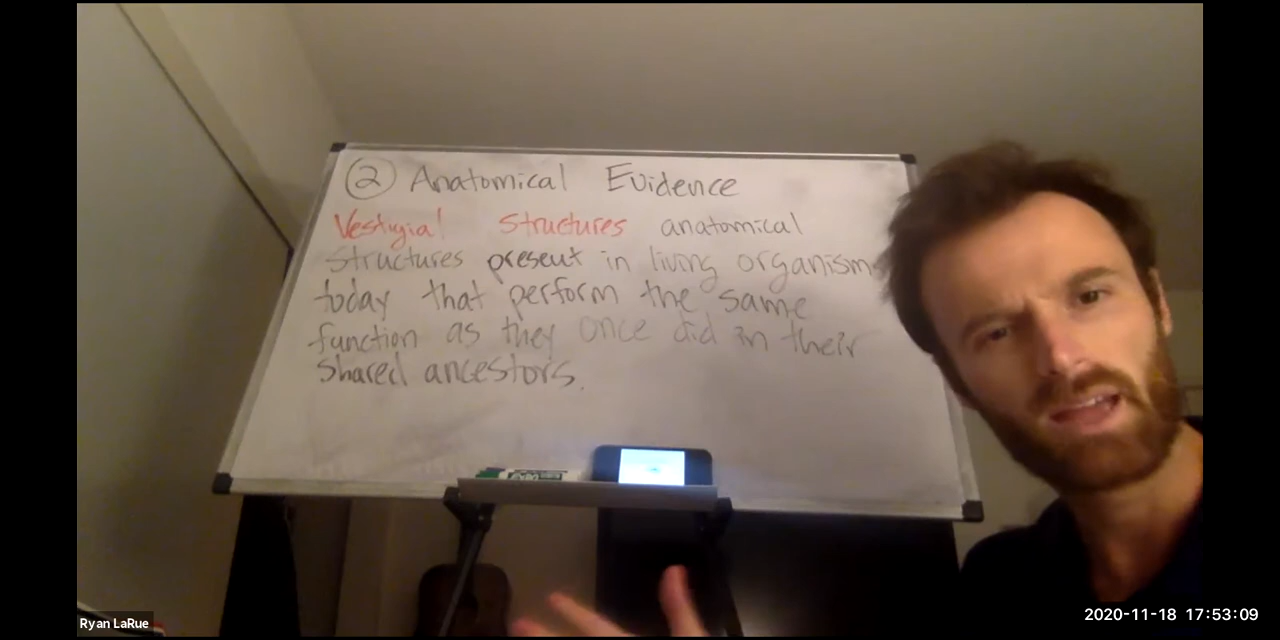 ② Anatomical Evidence
Vestigial Structures anatomical
structures present in living organisms
today that perform the same
function as they once did in their
shared ancestors.
Ryan LaRue
2020-11-18 17:53:09